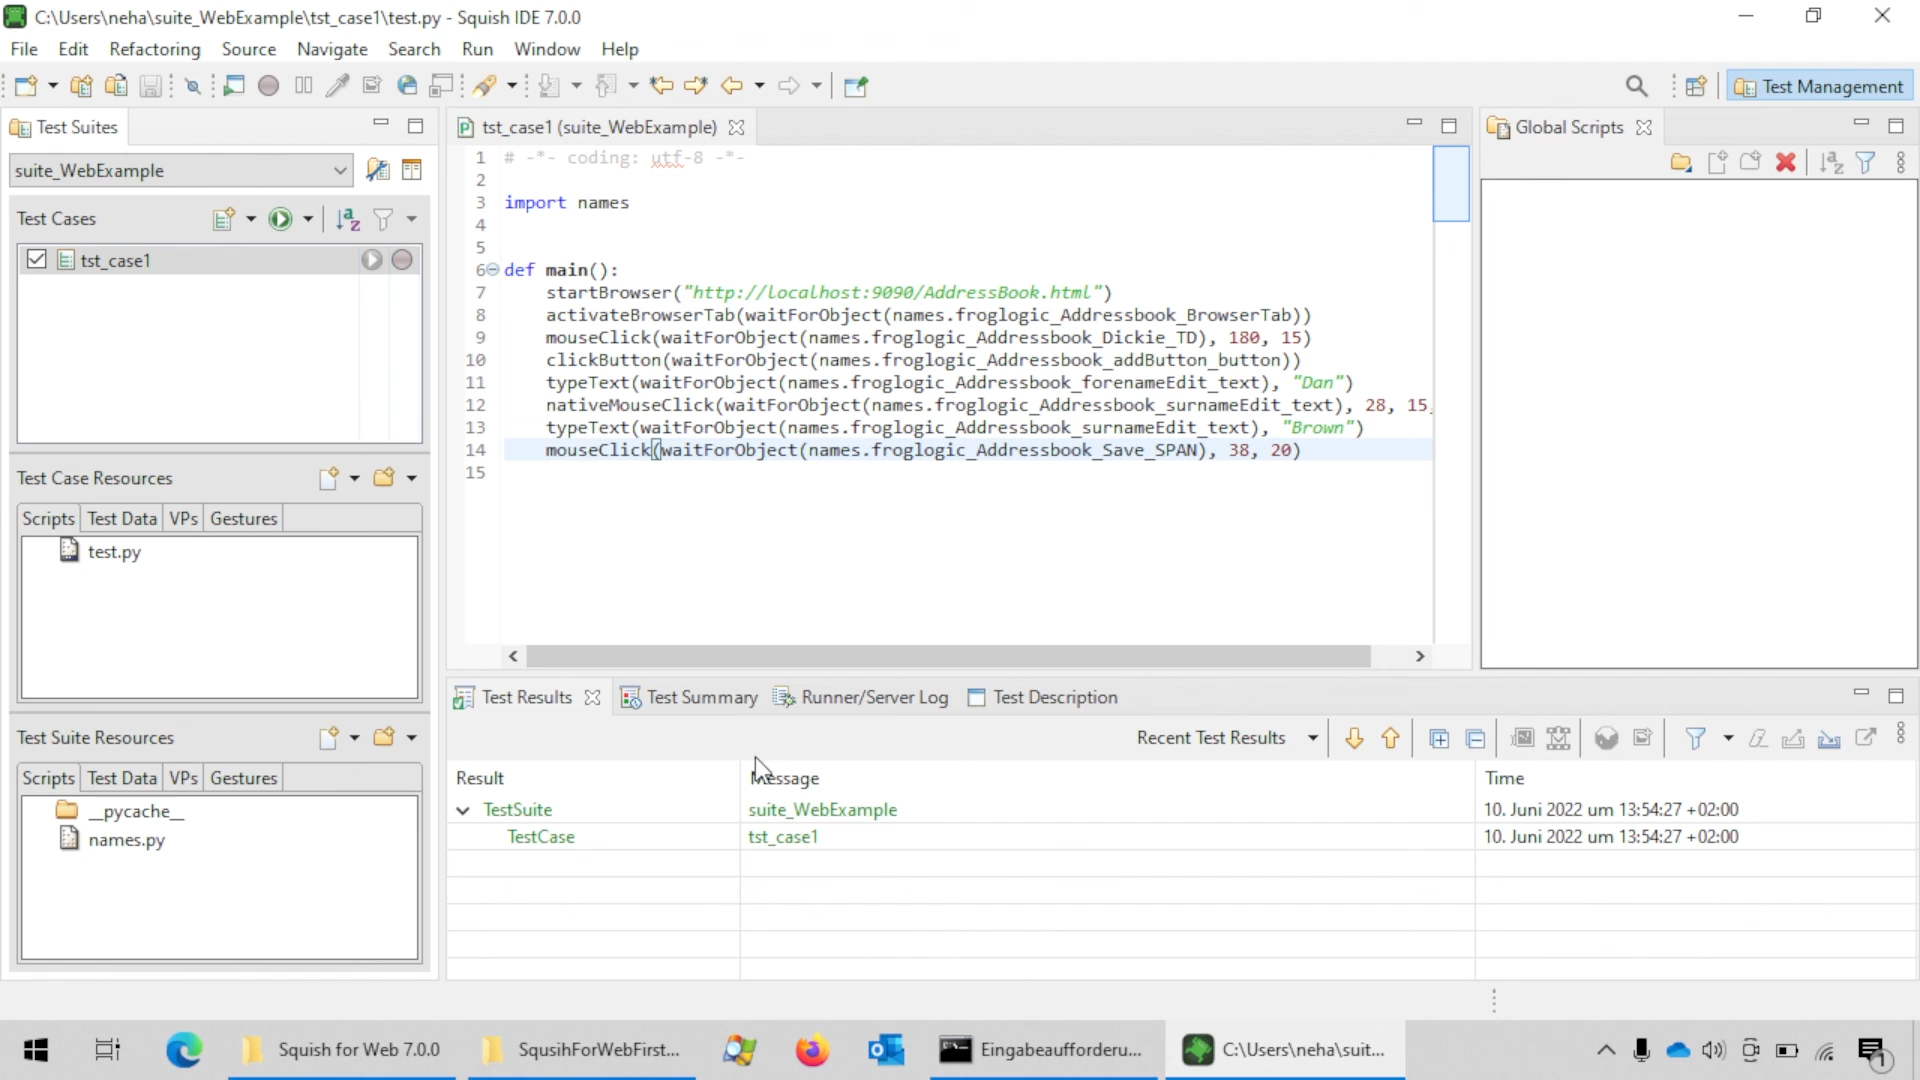 C:\Users\neha\suite_WebExample\tst_case1\test.py - Squish IDE 7.0.0
File Edit Refactoring Source Navigate Search Run Window Help
Test Management
Test Suites
tst_case1 (suite_WebExample)
Global Scripts
suite_WebExample
Test Cases
tst_case1
Test Case Resources
Scripts Test Data VPs Gestures
test.py
Test Suite Resources
Scripts Test Data VPs Gestures
__pycache__
names.py
1 # -*- coding: utf-8 -*-
2
3 import names
4
5
6 def main():
7 startBrowser("http://localhost:9090/AddressBook.html")
8 activateBrowserTab(waitForObject(names.froglogic_Addressbook_BrowserTab))
9 mouseClick(waitForObject(names.froglogic_Addressbook_Dickie_TD), 180, 15)
10 clickButton(waitForObject(names.froglogic_Addressbook_addButton_button))
11 typeText(waitForObject(names.froglogic_Addressbook_forenameEdit_text), "Dan")
12 nativeMouseClick(waitForObject(names.froglogic_Addressbook_surnameEdit_text), 28, 15,
13 typeText(waitForObject(names.froglogic_Addressbook_surnameEdit_text), "Brown")
14 mouseClick(waitForObject(names.froglogic_Addressbook_Save_SPAN), 38, 20)
15
Test Results Test Summary Runner/Server Log Test Description
Recent Test Results
Result Message Time
TestSuite suite_WebExample 10. Juni 2022 um 13:54:27 +02:00
TestCase tst_case1 10. Juni 2022 um 13:54:27 +02:00
Squish for Web 7.0.0 SqusihForWebFirst... Eingabeaufforderu... C:\Users\neha\suit... 1